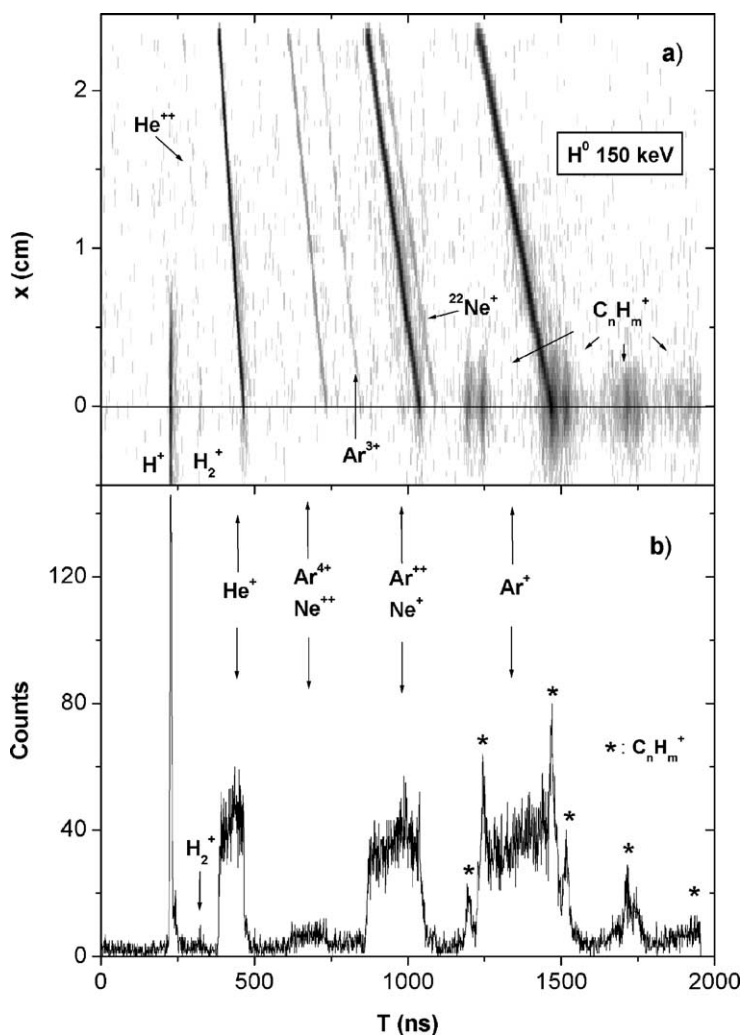 a)
2
He⁺⁺
H⁰ 150 keV
x (cm)
1
²²Ne⁺
CₙHₘ⁺
0
H⁺
H₂⁺
Ar³⁺
b)
120
He⁺
Ar⁴⁺
Ne⁺⁺
Ar⁺⁺
Ne⁺
Ar⁺
Counts
80
*
*
* : CₙHₘ⁺
40
H₂⁺
*
*
*
*
0
0 500 1000 1500 2000
T (ns)